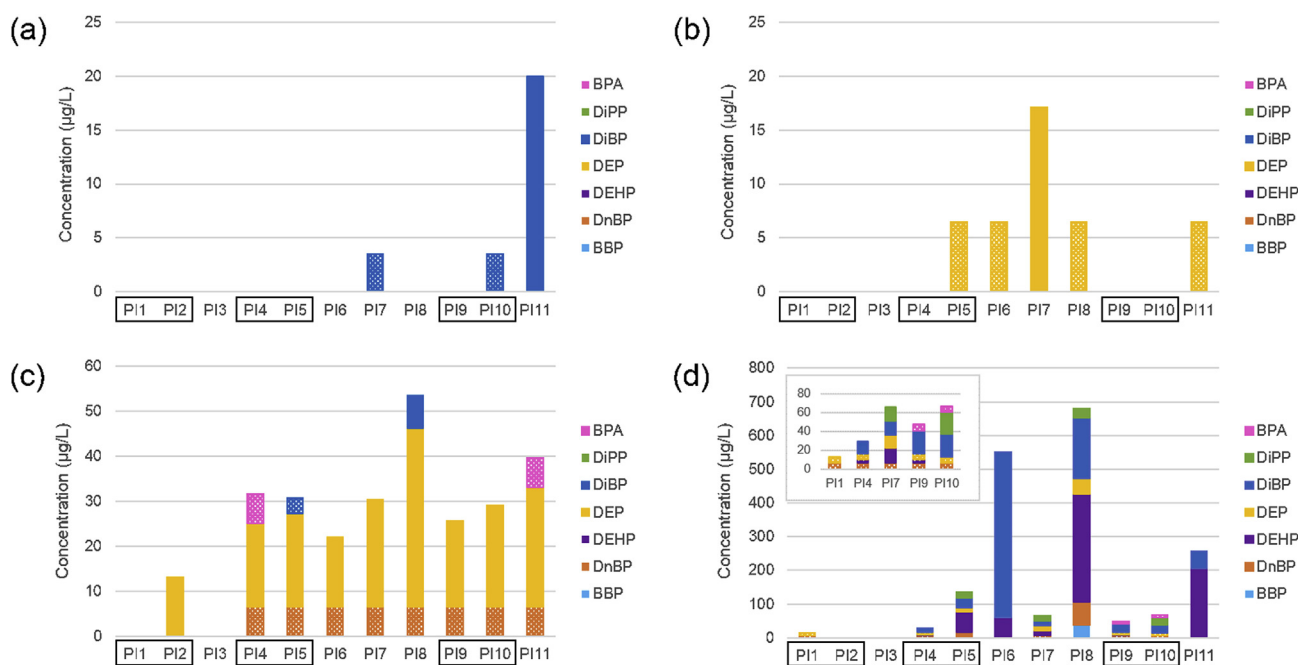 (a)
Concentration (µg/L)
25
20
15
10
5
0
PI1 PI2 PI3 PI4 PI5 PI6 PI7 PI8 PI9 PI10 PI11
BPA
DiPP
DiBP
DEP
DEHP
DnBP
BBP
(b)
Concentration (µg/L)
25
20
15
10
5
0
PI1 PI2 PI3 PI4 PI5 PI6 PI7 PI8 PI9 PI10 PI11
BPA
DiPP
DiBP
DEP
DEHP
DnBP
BBP
(c)
Concentration (µg/L)
60
50
40
30
20
10
0
PI1 PI2 PI3 PI4 PI5 PI6 PI7 PI8 PI9 PI10 PI11
BPA
DiPP
DiBP
DEP
DEHP
DnBP
BBP
(d)
Concentration (µg/L)
800
700
600
500
400
300
200
100
0
80
60
40
20
0
PI1 PI4 PI7 PI9 PI10
PI1 PI2 PI3 PI4 PI5 PI6 PI7 PI8 PI9 PI10 PI11
BPA
DiPP
DiBP
DEP
DEHP
DnBP
BBP